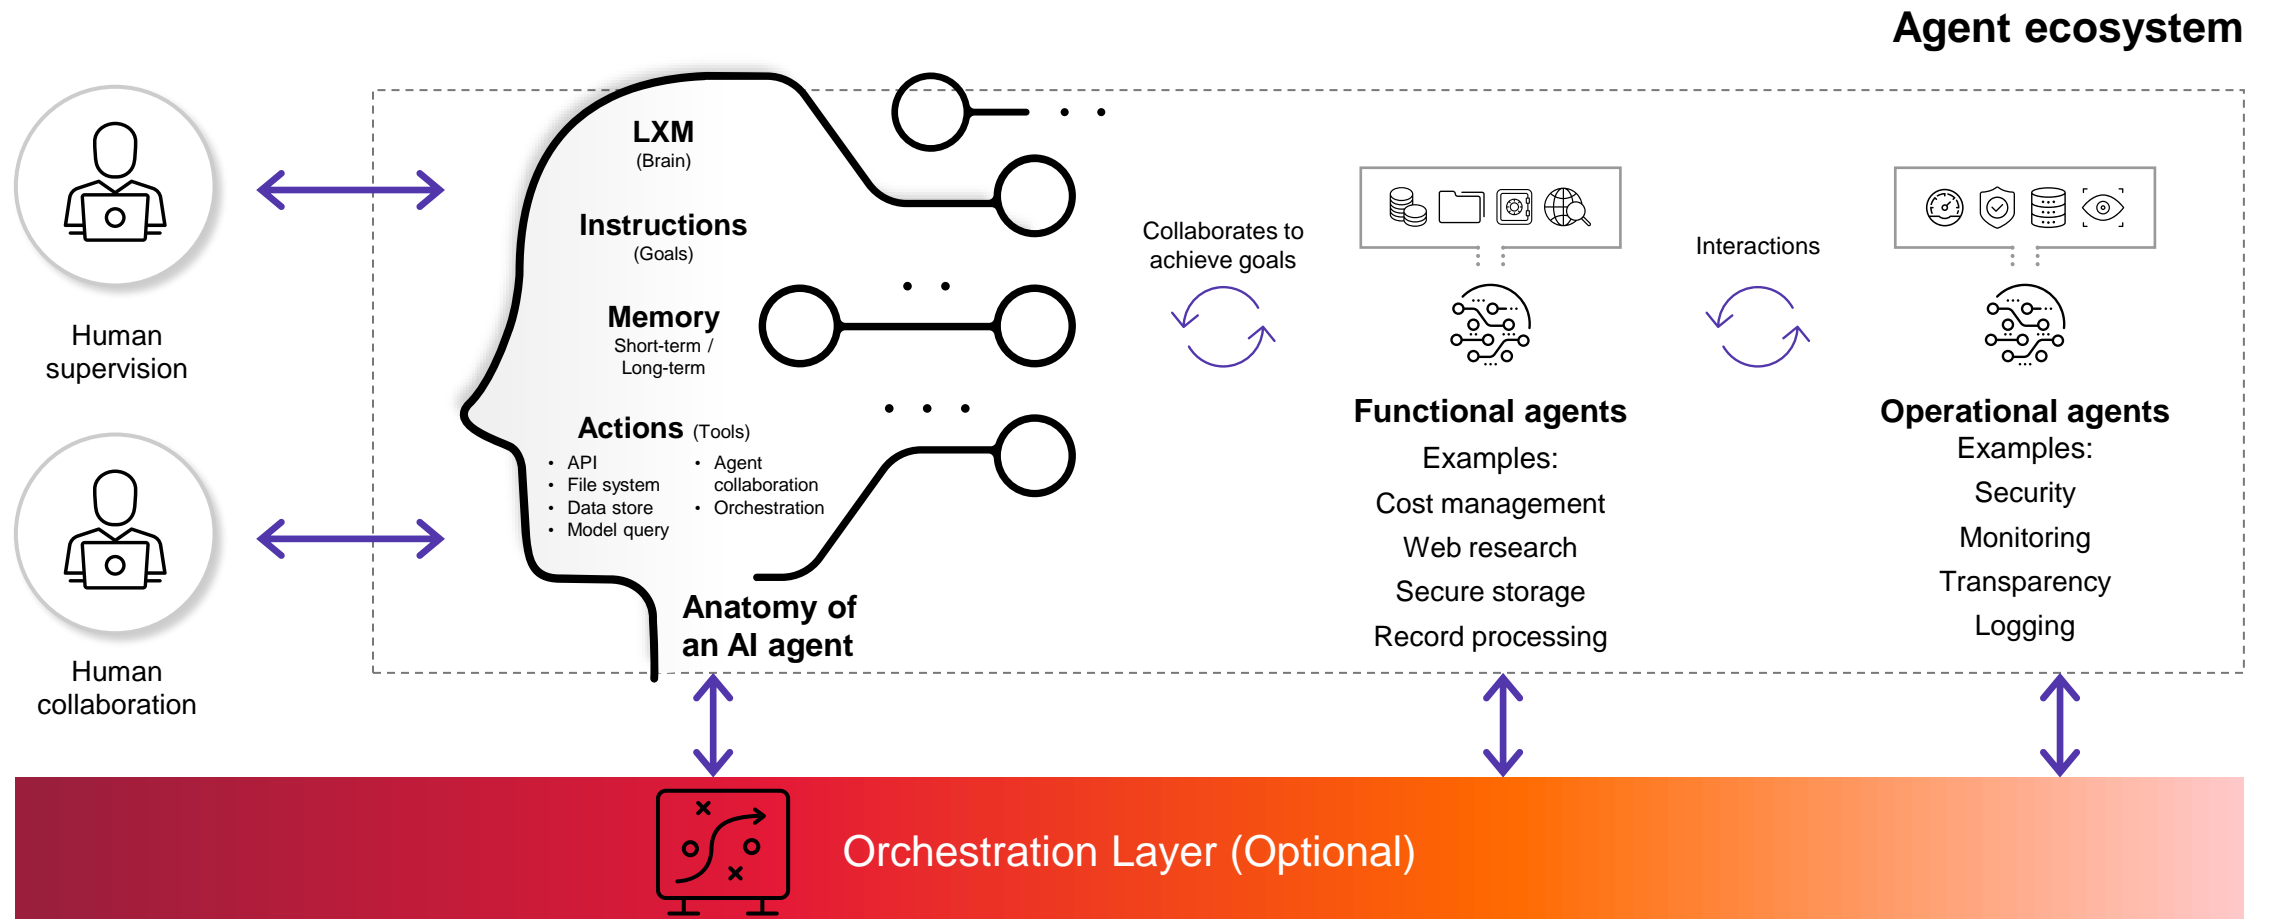 Agent ecosystem
Human
supervision
Human
collaboration
LXM
(Brain)
Instructions
(Goals)
Memory
Short-term /
Long-term
Actions (Tools)
• API
• File system
• Data store
• Model query
• Agent
collaboration
• Orchestration
Anatomy of
an AI agent
Collaborates to
achieve goals
Functional agents
Examples:
Cost management
Web research
Secure storage
Record processing
Interactions
Operational agents
Examples:
Security
Monitoring
Transparency
Logging
Orchestration Layer (Optional)